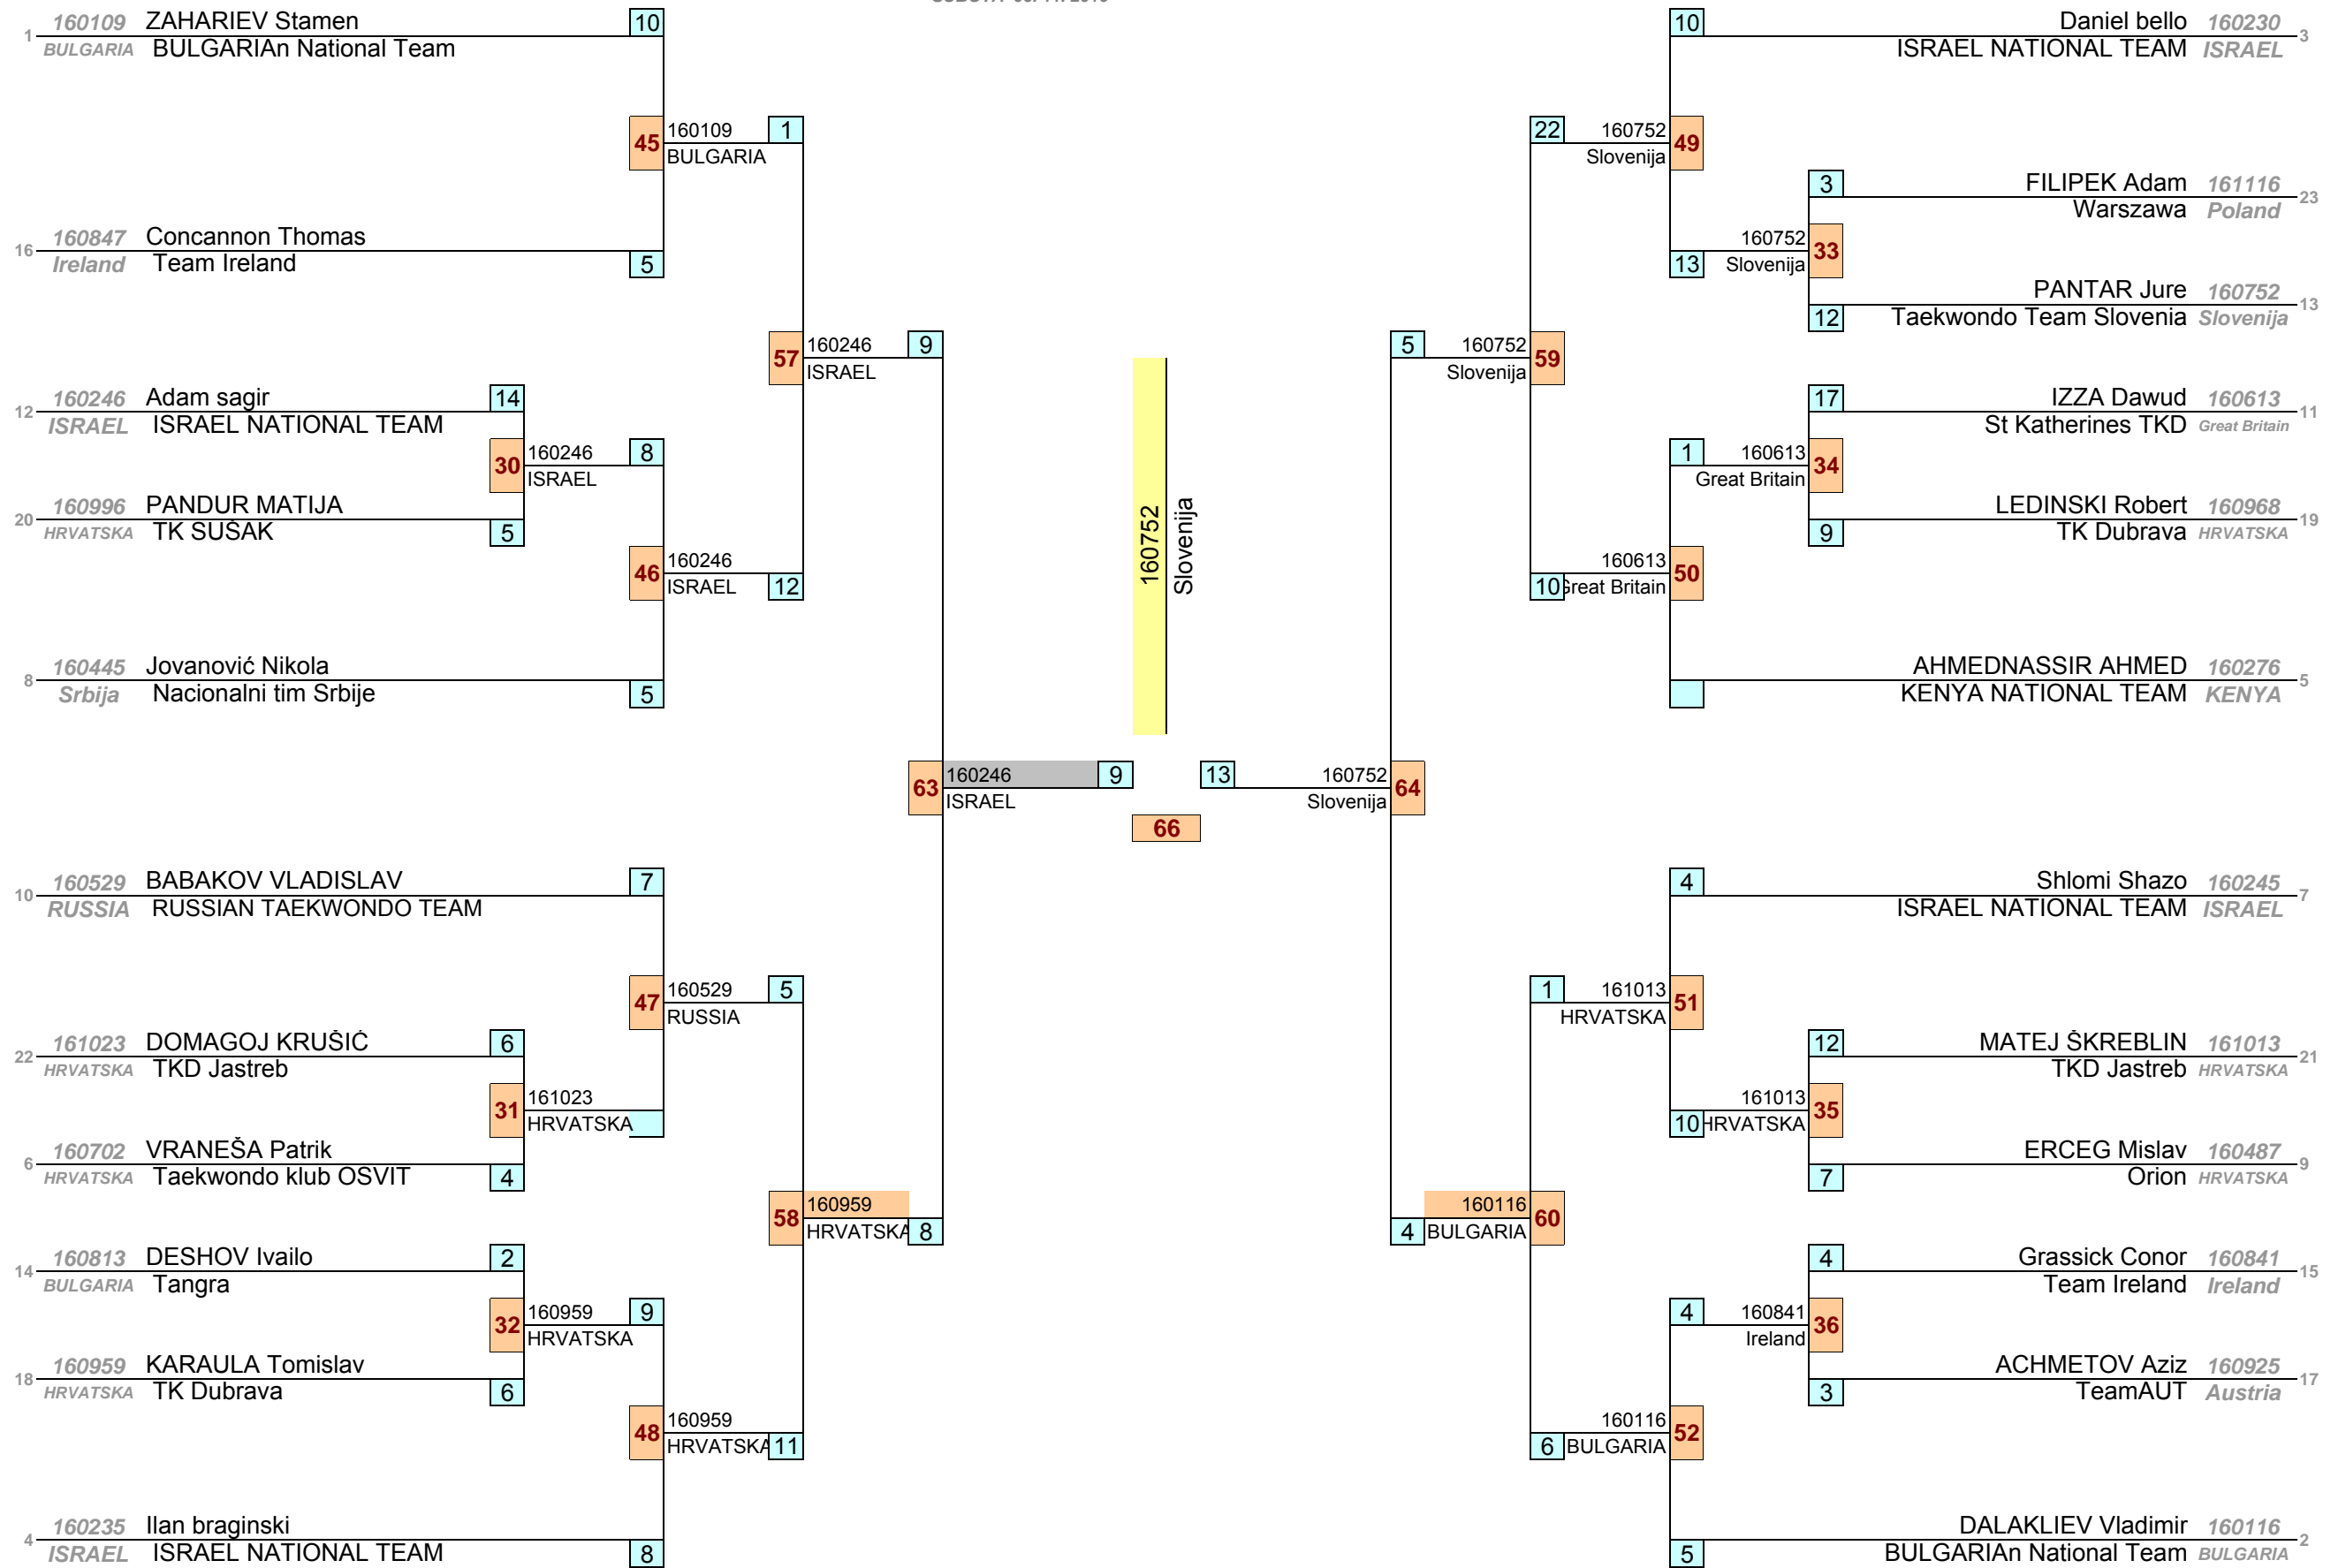 160109 ZAHARIEV Stamen 10
1 BULGARIA BULGARIAn National Team
45 160109 1
BULGARIA
160847 Concannon Thomas
16 Ireland Team Ireland 5
57 160246 9
ISRAEL
160246 Adam sagir 14
12 ISRAEL ISRAEL NATIONAL TEAM
30 160246 8
ISRAEL
160996 PANDUR MATIJA
20 HRVATSKA TK SUŠAK 5
46 160246
ISRAEL 12
160445 Jovanović Nikola
8 Srbija Nacionalni tim Srbije 5
63 160246 9
ISRAEL
160529 BABAKOV VLADISLAV 7
10 RUSSIA RUSSIAN TAEKWONDO TEAM
47 160529 5
RUSSIA
161023 DOMAGOJ KRUŠIĆ 6
22 HRVATSKA TKD Jastreb
31 161023
HRVATSKA
160702 VRANEŠA Patrik
6 HRVATSKA Taekwondo klub OSVIT 4
58 160959
HRVATSKA 8
160813 DESHOV Ivailo 2
14 BULGARIA Tangra
32 160959 9
HRVATSKA
160959 KARAULA Tomislav
18 HRVATSKA TK Dubrava 6
48 160959
HRVATSKA 11
160235 Ilan braginski
4 ISRAEL ISRAEL NATIONAL TEAM 8
160752
Slovenija
66
10 Daniel bello 160230
ISRAEL NATIONAL TEAM ISRAEL 3
22 160752 49
Slovenija
3 FILIPEK Adam 161116
Warszawa Poland 23
160752 33
13 Slovenija
PANTAR Jure 160752
12 Taekwondo Team Slovenia Slovenija 13
5 160752 59
Slovenija
17 IZZA Dawud 160613
St Katherines TKD Great Britain 11
1 160613 34
Great Britain
LEDINSKI Robert 160968
9 TK Dubrava HRVATSKA 19
160613 50
10 Great Britain
AHMEDNASSIR AHMED 160276
KENYA NATIONAL TEAM KENYA 5
13 160752 64
Slovenija
4 Shlomi Shazo 160245
ISRAEL NATIONAL TEAM ISRAEL 7
1 161013 51
HRVATSKA
12 MATEJ ŠKREBLIN 161013
TKD Jastreb HRVATSKA 21
161013 35
10 HRVATSKA
ERCEG Mislav 160487
7 Orion HRVATSKA 9
160116 60
4 BULGARIA
4 Grassick Conor 160841
Team Ireland Ireland 15
4 160841 36
Ireland
ACHMETOV Aziz 160925
3 TeamAUT Austria 17
160116 52
6 BULGARIA
DALAKLIEV Vladimir 160116
5 BULGARIAn National Team BULGARIA 2